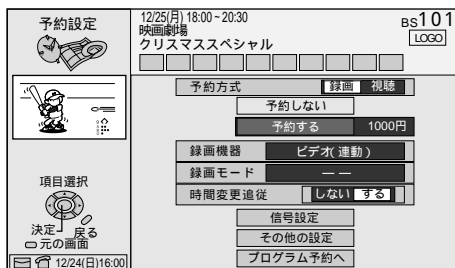 予約設定
12/25(月) 18:00~20:30
映画劇場
クリスマススペシャル
BS101
LOGO
予約方式 録画 視聴
予約しない
予約する 1000円
録画機器 ビデオ(連動)
録画モード ――
時間変更追従 しない する
信号設定
その他の設定
プログラム予約へ
項目選択
決定
戻る
元の画面
12/24(日)16:00